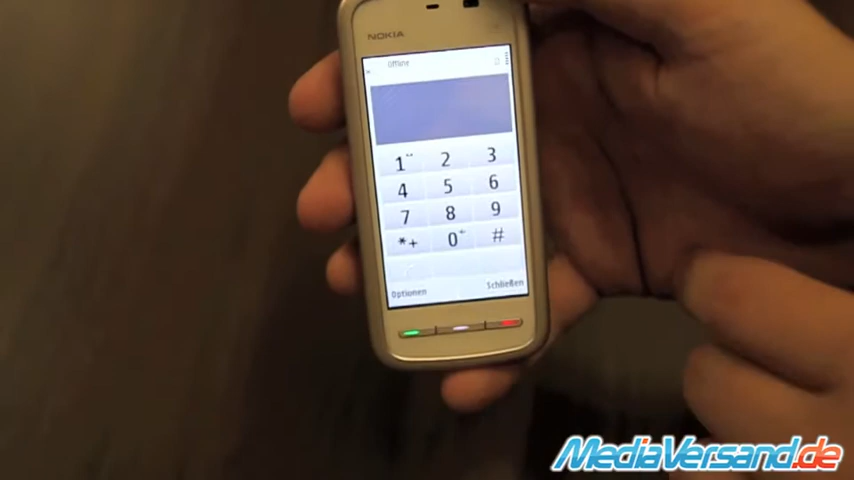 NOKIA
Offline
1 2 3
4 5 6
7 8 9
*+ 0 #
Optionen Schließen
MediaVersand.de